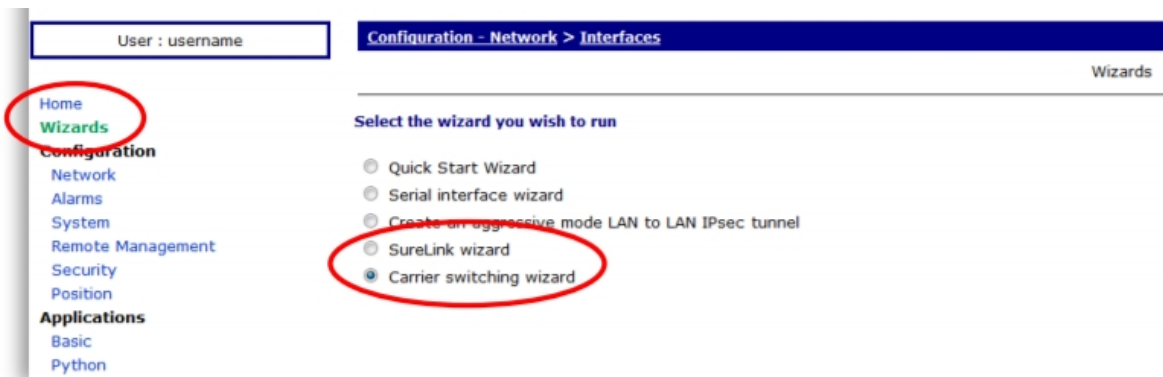 User : username
Configuration - Network > Interfaces
Wizards
Home
Wizards
Configuration
Network
Alarms
System
Remote Management
Security
Position
Applications
Basic
Python
Select the wizard you wish to run
Quick Start Wizard
Serial interface wizard
Create an aggressive mode LAN to LAN IPsec tunnel
SureLink wizard
Carrier switching wizard